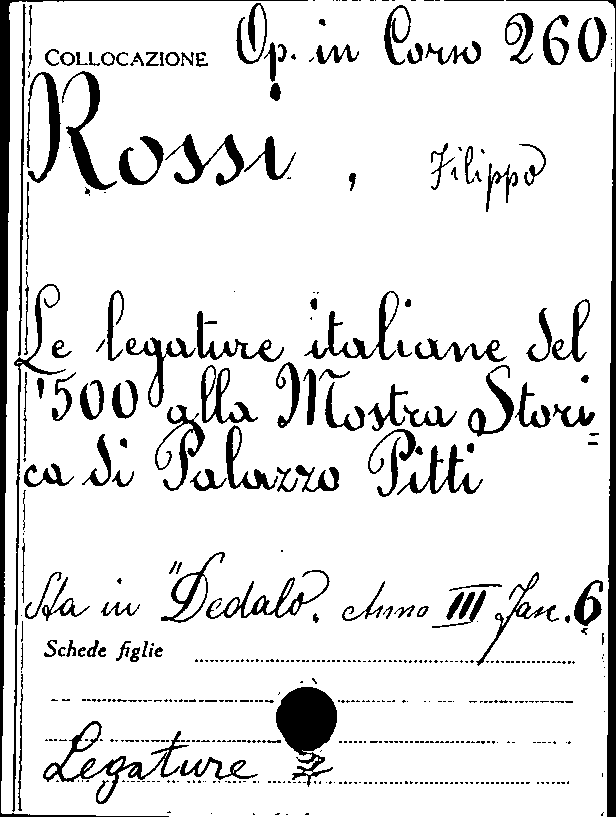 COLLOCAZIONE Op. in Corso 260
Rossi, Filippo
Le legature italiane del
'500 alla Mostra Stori=
ca di Palazzo Pitti
Sta in "Dedalo, Anno III Fasc. 6
Schede figlie
Legature